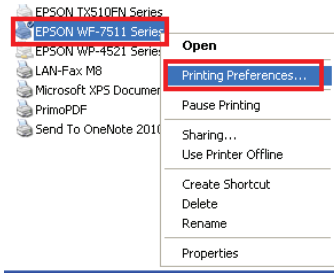 EPSON TX510FN Series
EPSON WF-7511 Series
EPSON WP-4521 Series
LAN-Fax M8
Microsoft XPS Documen
PrimoPDF
Send To OneNote 2010
Open
Printing Preferences...
Pause Printing
Sharing...
Use Printer Offline
Create Shortcut
Delete
Rename
Properties